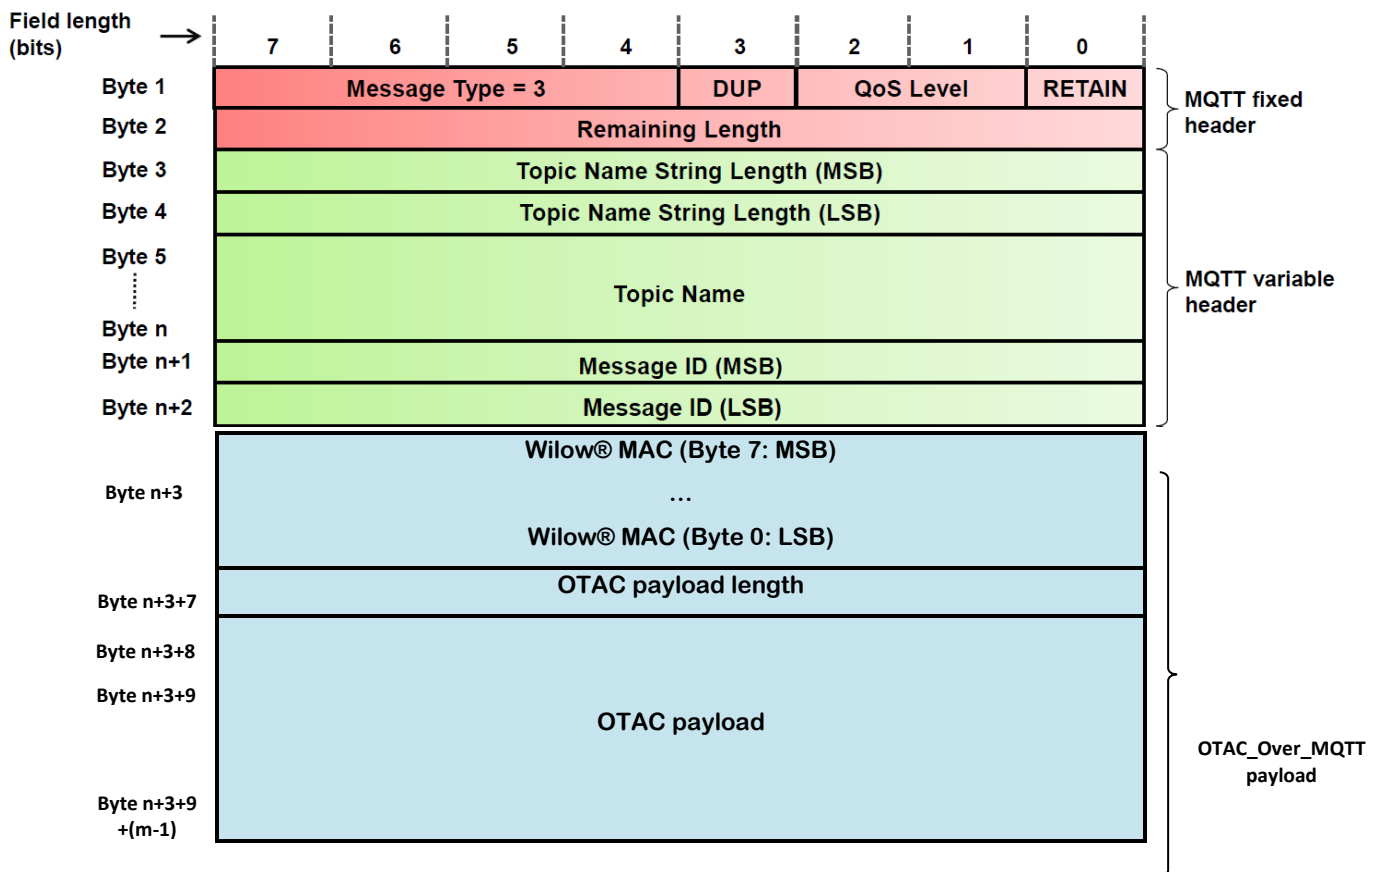 Field length
(bits)
7 6 5 4 3 2 1 0
Byte 1
Message Type = 3 DUP QoS Level RETAIN
MQTT fixed
header
Byte 2
Remaining Length
Byte 3
Topic Name String Length (MSB)
Byte 4
Topic Name String Length (LSB)
Byte 5
Topic Name
MQTT variable
header
Byte n
Byte n+1
Message ID (MSB)
Byte n+2
Message ID (LSB)
Wilow® MAC (Byte 7: MSB)
Byte n+3
...
Wilow® MAC (Byte 0: LSB)
OTAC payload length
Byte n+3+7
Byte n+3+8
Byte n+3+9
OTAC payload
OTAC_Over_MQTT
payload
Byte n+3+9
+(m-1)